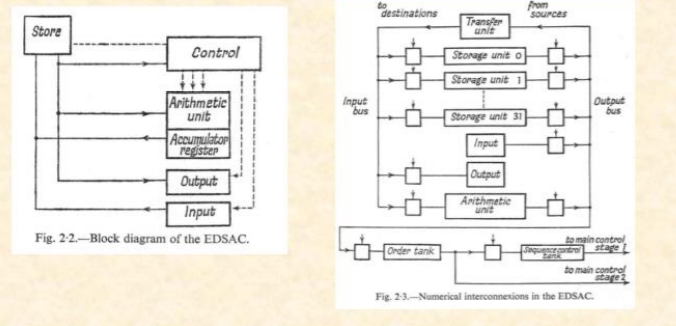 Store
Control
Arithmetic
unit
Accumulator
register
Output
Input
Fig. 2·2.—Block diagram of the EDSAC.
to
destinations
from
sources
Transfer
unit
Storage unit 0
Storage unit 1
Input
bus
Output
bus
Storage unit 31
Input
Output
Arithmetic
unit
Order tank
Sequence control
tank
to main control
stage 1
to main control
stage 2
Fig. 2·3.—Numerical interconnexions in the EDSAC.